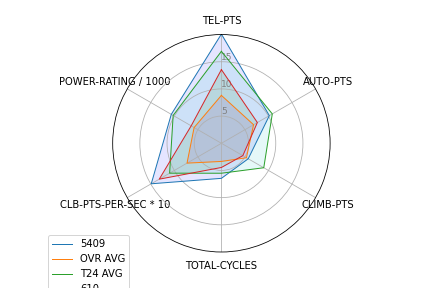 TEL-PTS
POWER-RATING / 1000
AUTO-PTS
15
10
5
CLB-PTS-PER-SEC * 10
CLIMB-PTS
TOTAL-CYCLES
5409
OVR AVG
T24 AVG
610